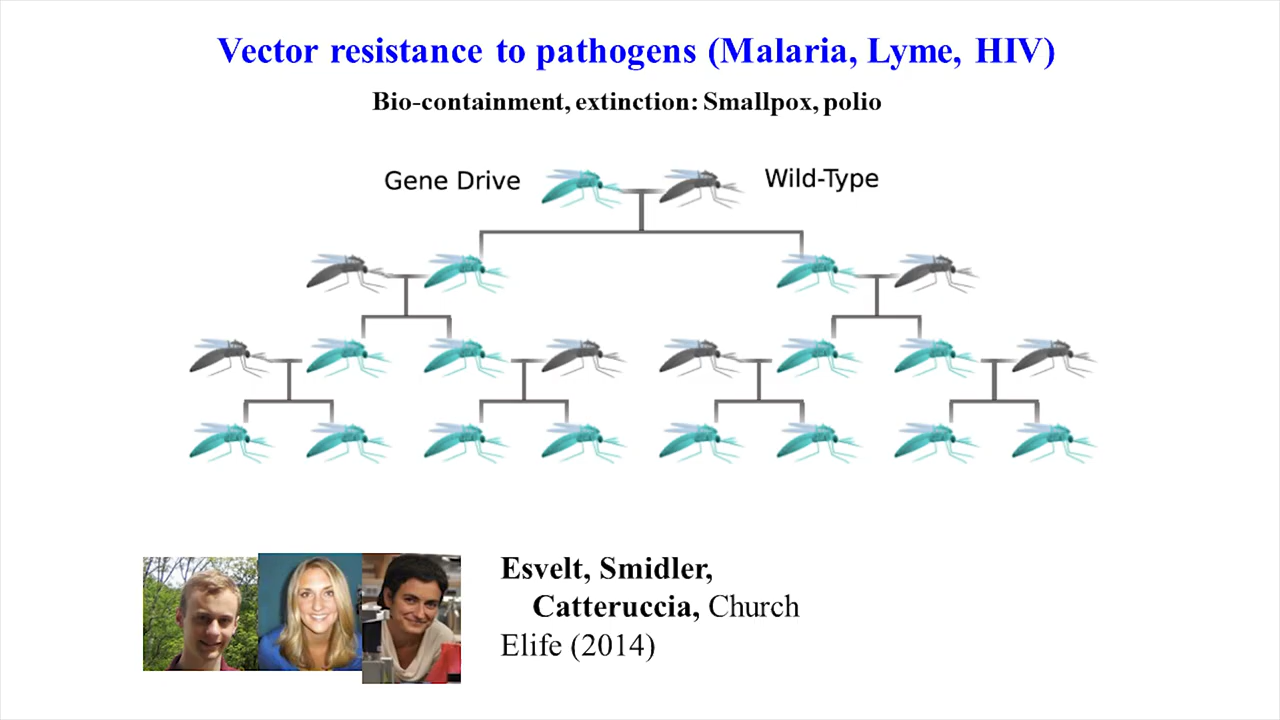 Vector resistance to pathogens (Malaria, Lyme, HIV)
Bio-containment, extinction: Smallpox, polio
Gene Drive
Wild-Type
Esvelt, Smidler,
Catteruccia, Church
Elife (2014)